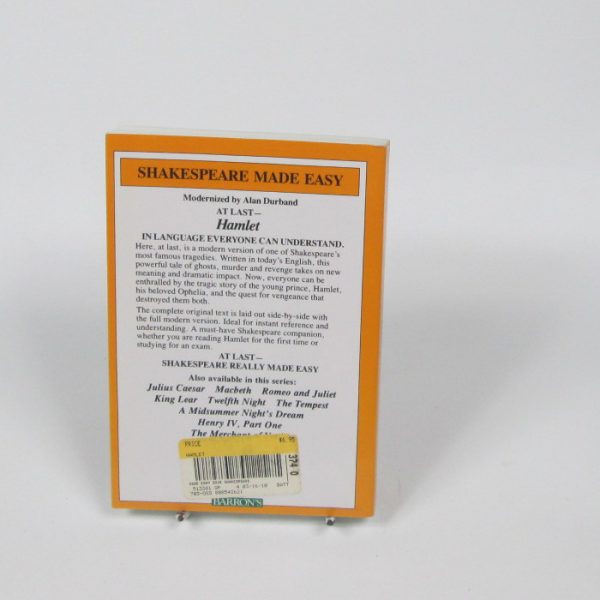 SHAKESPEARE MADE EASY
Modernized by Alan Durband
AT LAST—
Hamlet
IN LANGUAGE EVERYONE CAN UNDERSTAND.
Here, at last, is a modern version of one of Shakespeare's
most famous tragedies. Written in today's English, this
powerful tale of ghosts, murder and revenge takes on new
meaning and dramatic impact. Now, everyone can be
enthralled by the tragic story of the young prince, Hamlet,
his beloved Ophelia, and the quest for vengeance that
destroyed them both.
The complete original text is laid out side-by-side with
the full modern version. Ideal for instant reference and
understanding. A must-have Shakespeare companion,
whether you are reading Hamlet for the first time or
studying for an exam.
AT LAST—
SHAKESPEARE REALLY MADE EASY
Also available in this series:
Julius Caesar Macbeth Romeo and Juliet
King Lear Twelfth Night The Tempest
A Midsummer Night's Dream
Henry IV, Part One
The Merchant of
PRICE $6.95
HAMLET
374 0
BARRON'S